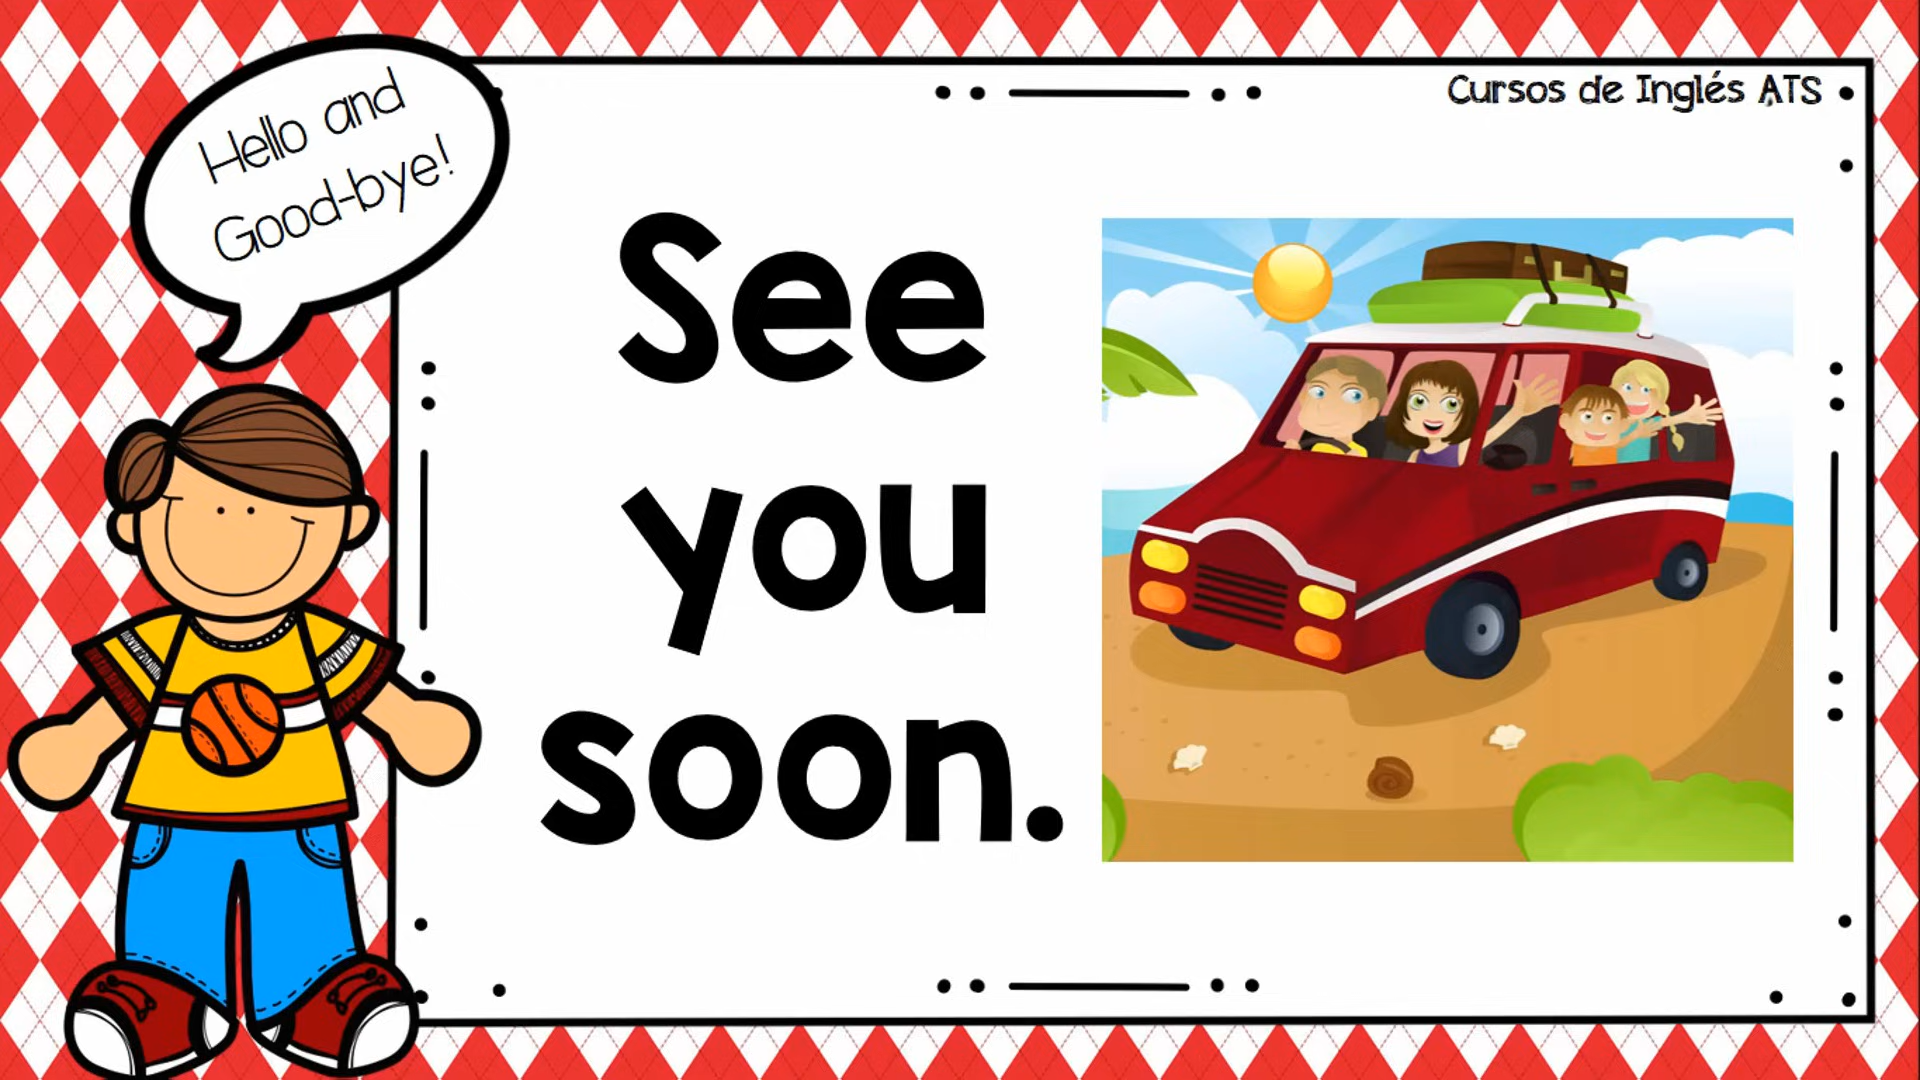 Hello and
Good-bye!
Cursos de Inglés ATS
See
you
soon.